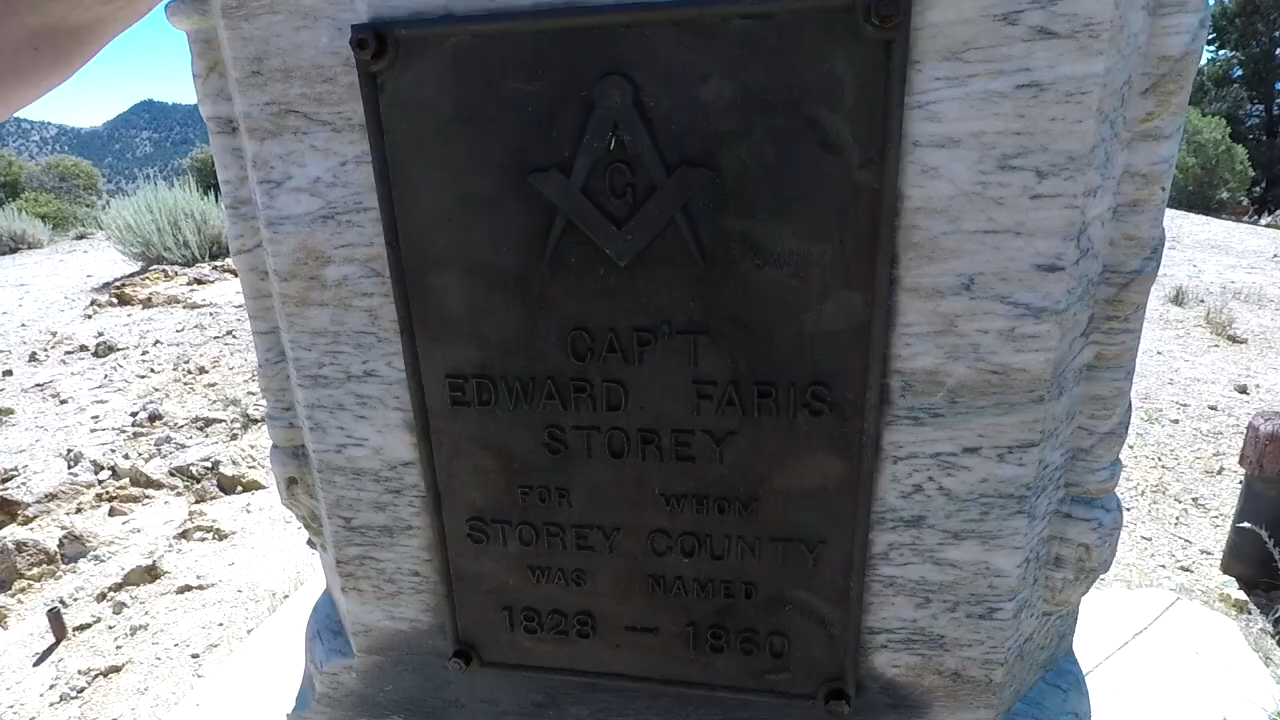 G
CAP'T
EDWARD FARIS
STOREY
FOR WHOM
STOREY COUNTY
WAS NAMED
1828 — 1860